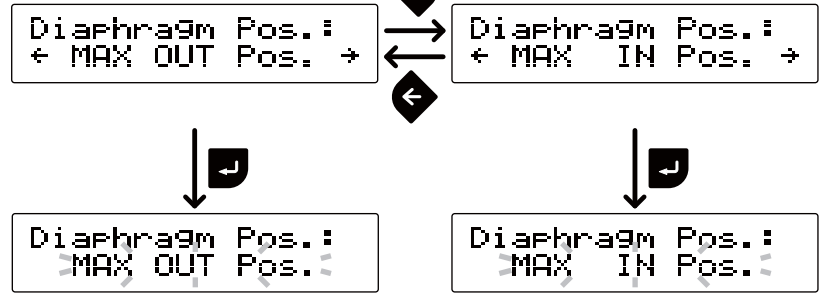 Diaphragm Pos.:
← MAX OUT Pos. →
Diaphragm Pos.:
← MAX  IN Pos. →
Diaphragm Pos.:
MAX OUT Pos.
Diaphragm Pos.:
MAX  IN Pos.